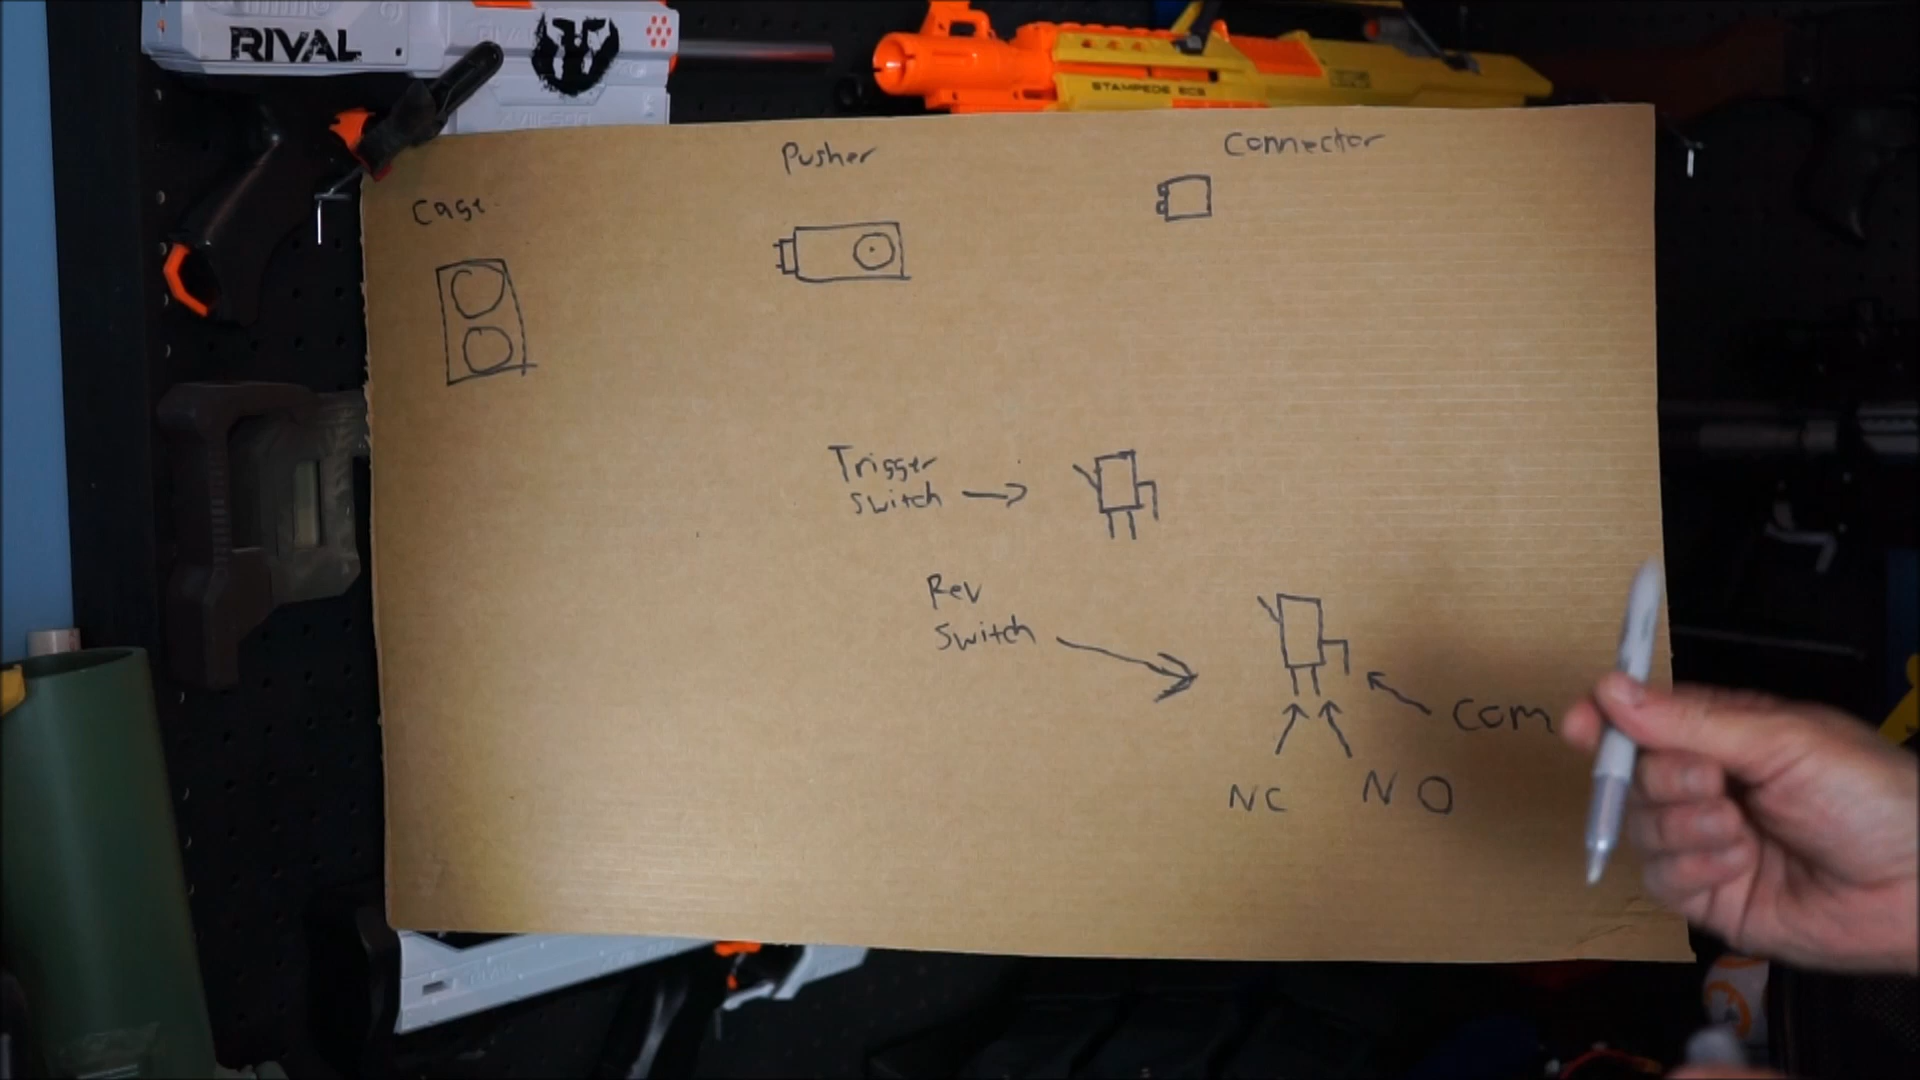 RIVAL
STAMPEDE ECS
Pusher
Connector
Cage
Trigger
Switch
Rev
Switch
Com
NC
NO